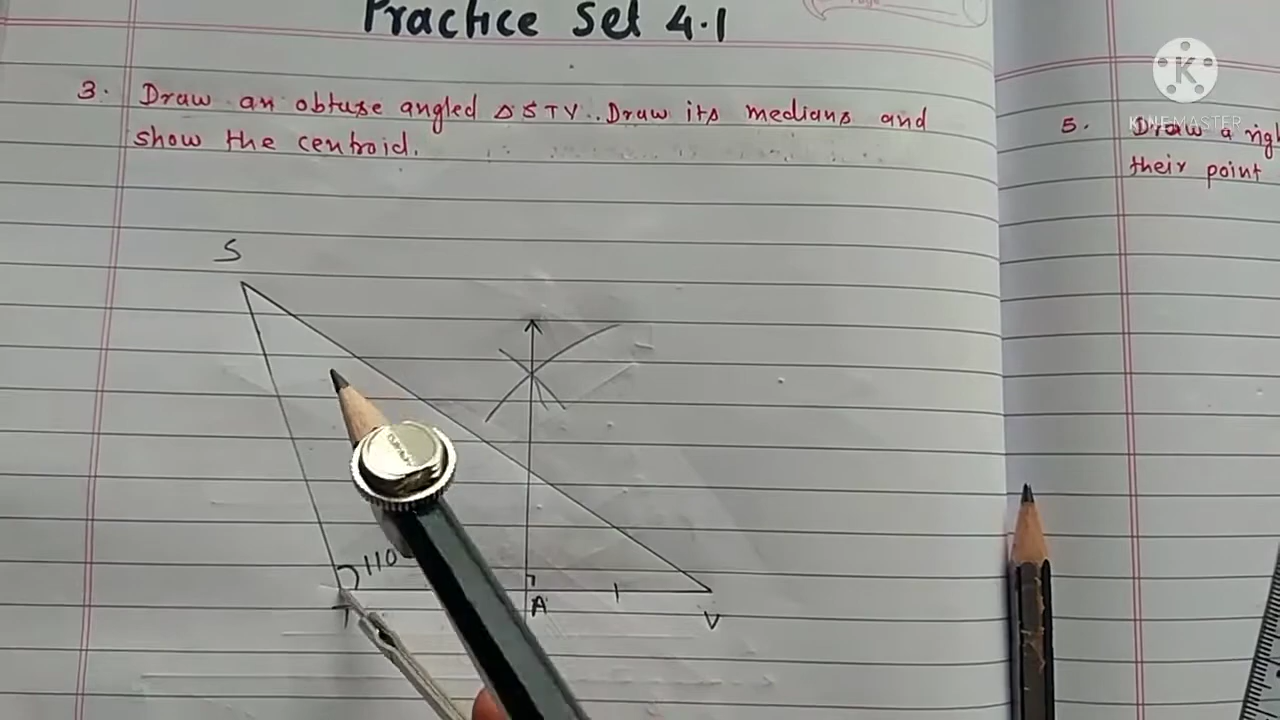 Practice Set 4.1
3. Draw an obtuse angled △STV. Draw its medians and
show the centroid.
S
110
T
A
V
5. Draw a
their point
K
KINEMASTER